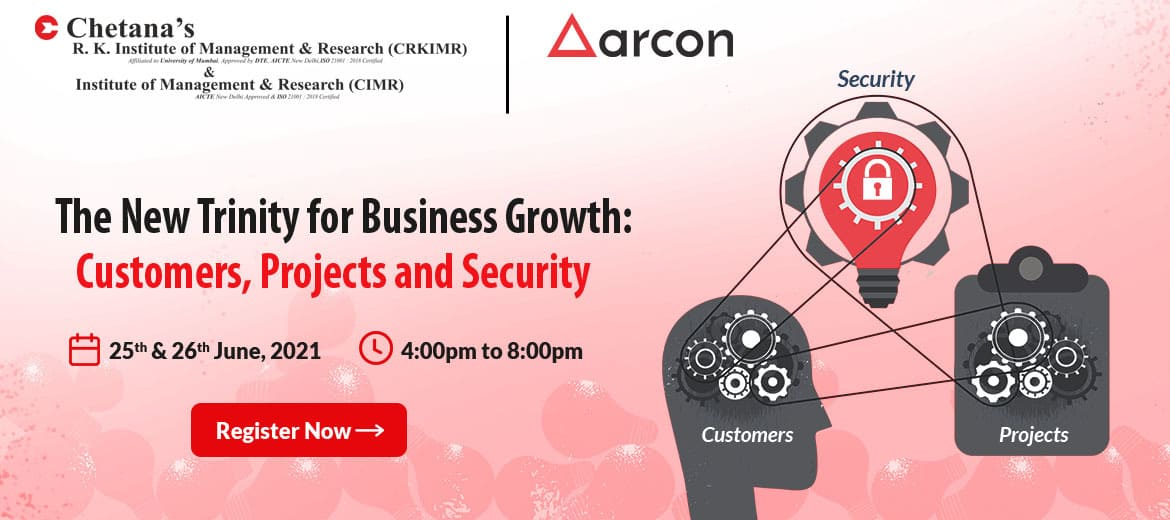 Chetana's
R. K. Institute of Management & Research (CRKIMR)
Affiliated to University of Mumbai, Approved by DTE, AICTE New Delhi, ISO 21001 : 2018 Certified
&
Institute of Management & Research (CIMR)
AICTE New Delhi Approved & ISO 21001 : 2018 Certified
arcon
Security
The New Trinity for Business Growth:
Customers, Projects and Security
25th & 26th June, 2021
4:00pm to 8:00pm
Register Now
Customers
Projects